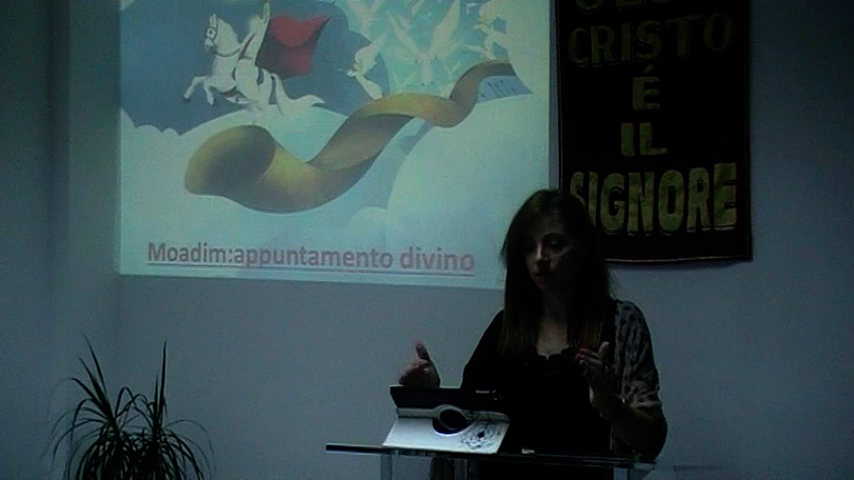 Moadim:appuntamento divino
CRISTO
É
IL
SIGNORE